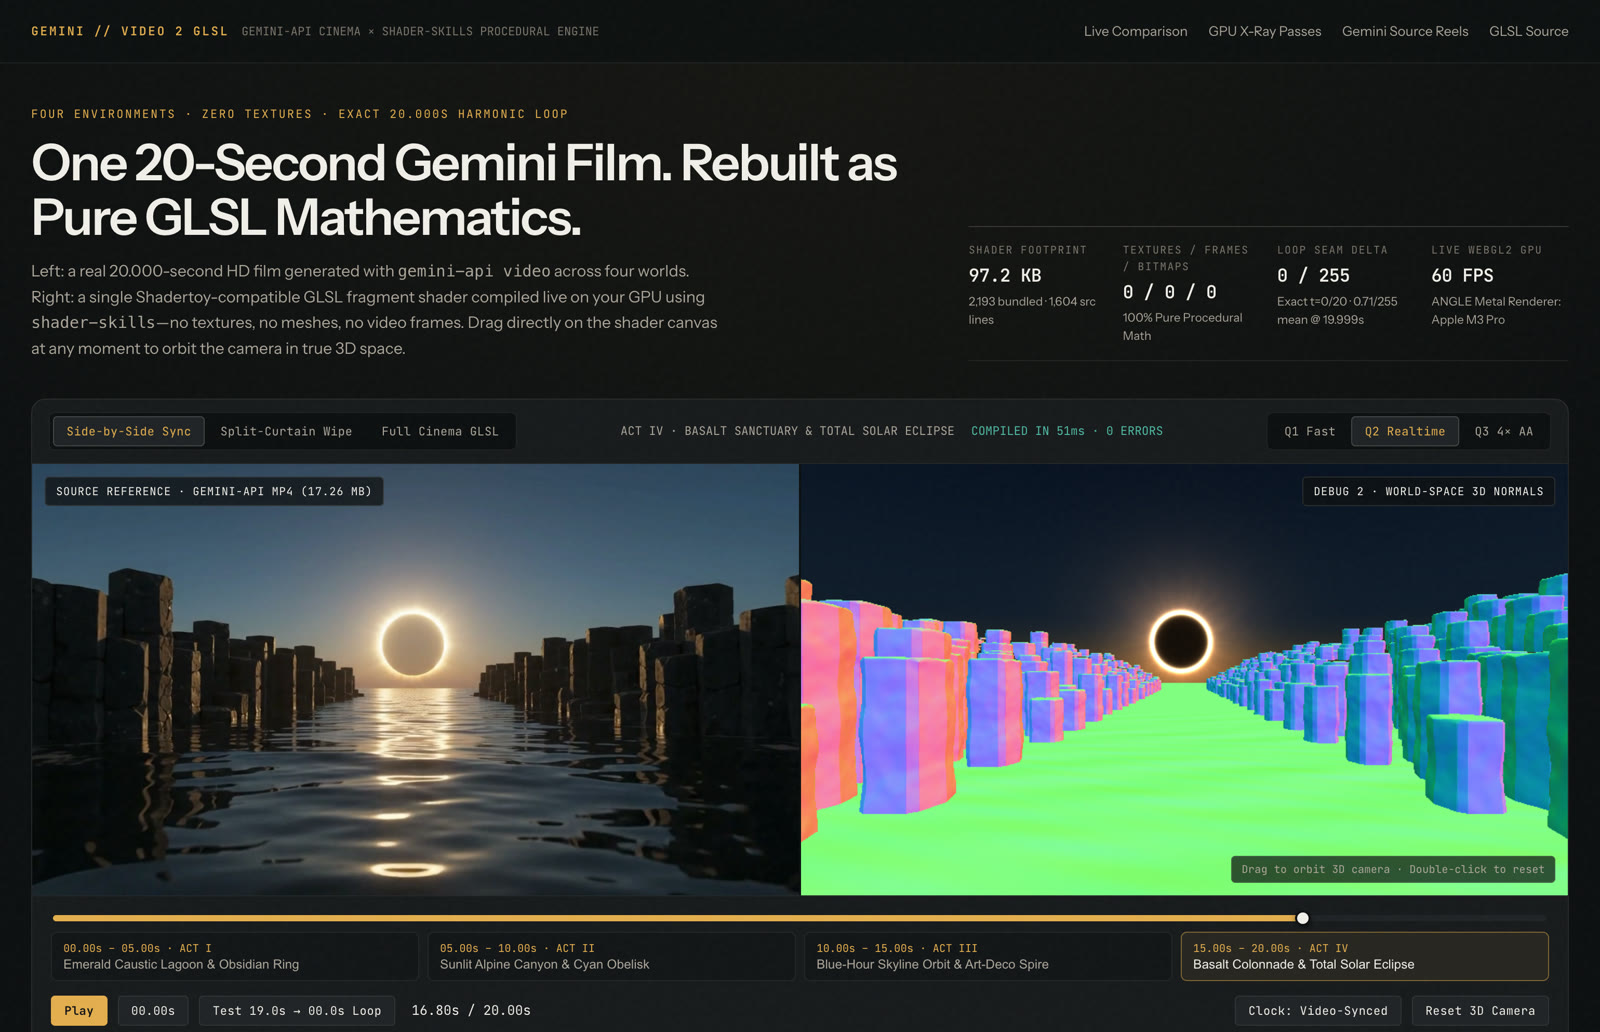 GEMINI // VIDEO 2 GLSL GEMINI-API CINEMA × SHADER-SKILLS PROCEDURAL ENGINE
Live Comparison GPU X-Ray Passes Gemini Source Reels GLSL Source
FOUR ENVIRONMENTS · ZERO TEXTURES · EXACT 20.000S HARMONIC LOOP
One 20-Second Gemini Film. Rebuilt as
Pure GLSL Mathematics.
Left: a real 20.000-second HD film generated with gemini-api video across four worlds.
Right: a single Shadertoy-compatible GLSL fragment shader compiled live on your GPU using
shader-skills—no textures, no meshes, no video frames. Drag directly on the shader canvas
at any moment to orbit the camera in true 3D space.
SHADER FOOTPRINT
97.2 KB
2,193 bundled · 1,604 src
lines
TEXTURES / FRAMES
/ BITMAPS
0 / 0 / 0
100% Pure Procedural
Math
LOOP SEAM DELTA
0 / 255
Exact t=0/20 · 0.71/255
mean @ 19.999s
LIVE WEBGL2 GPU
60 FPS
ANGLE Metal Renderer:
Apple M3 Pro
Side-by-Side Sync Split-Curtain Wipe Full Cinema GLSL
ACT IV · BASALT SANCTUARY & TOTAL SOLAR ECLIPSE COMPILED IN 51ms · 0 ERRORS
Q1 Fast Q2 Realtime Q3 4× AA
SOURCE REFERENCE · GEMINI-API MP4 (17.26 MB)
DEBUG 2 · WORLD-SPACE 3D NORMALS
Drag to orbit 3D camera · Double-click to reset
00.00s – 05.00s · ACT I
Emerald Caustic Lagoon & Obsidian Ring
05.00s – 10.00s · ACT II
Sunlit Alpine Canyon & Cyan Obelisk
10.00s – 15.00s · ACT III
Blue-Hour Skyline Orbit & Art-Deco Spire
15.00s – 20.00s · ACT IV
Basalt Colonnade & Total Solar Eclipse
Play 00.00s Test 19.0s → 00.0s Loop 16.80s / 20.00s
Clock: Video-Synced Reset 3D Camera